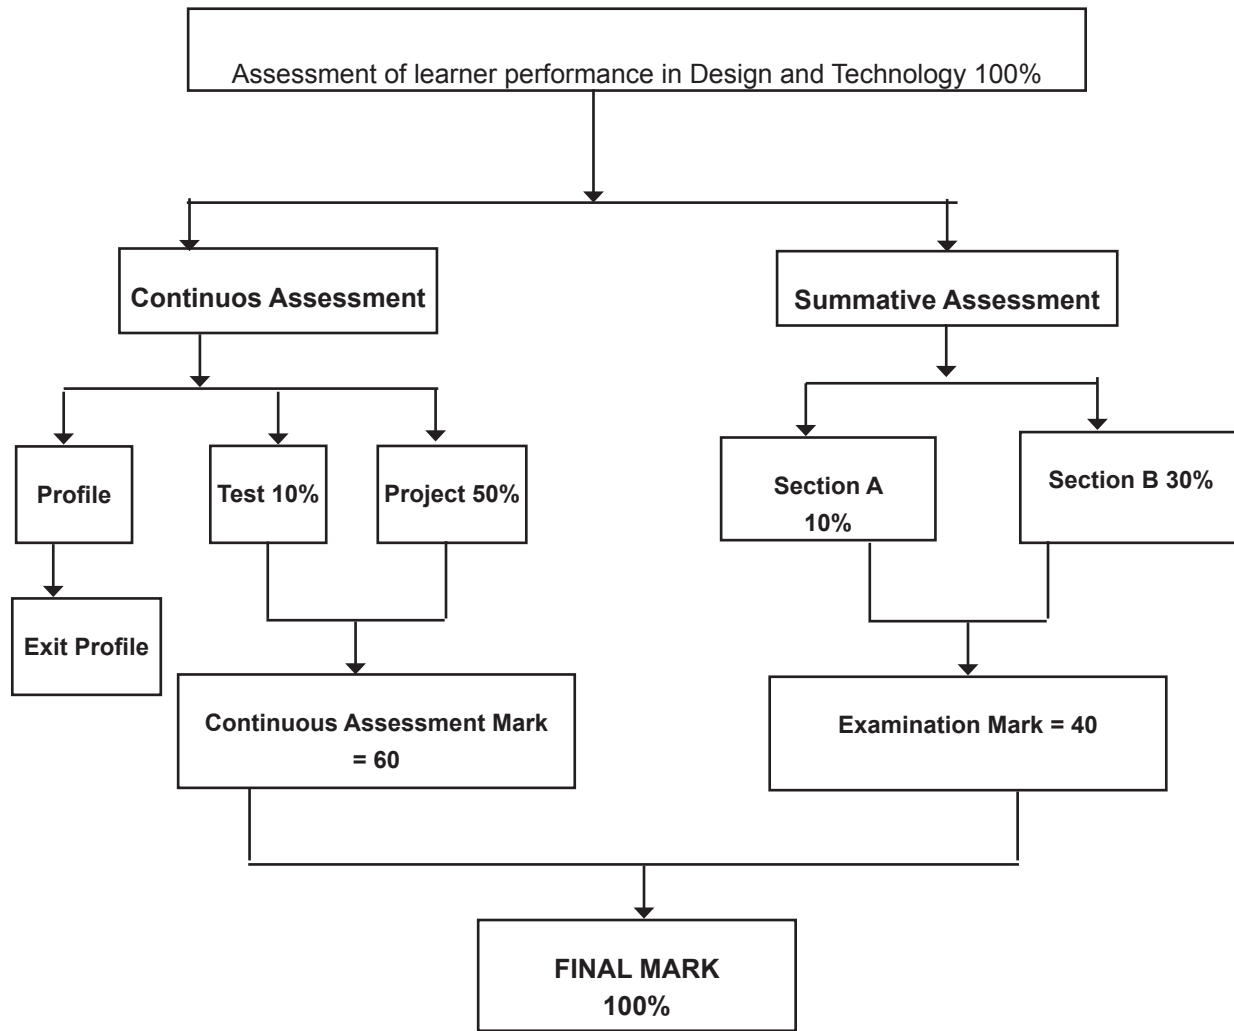 Assessment of learner performance in Design and Technology 100%
Continuos Assessment
Summative Assessment
Profile
Test 10%
Project 50%
Section A
10%
Section B 30%
Exit Profile
Continuous Assessment Mark
= 60
Examination Mark = 40
FINAL MARK
100%